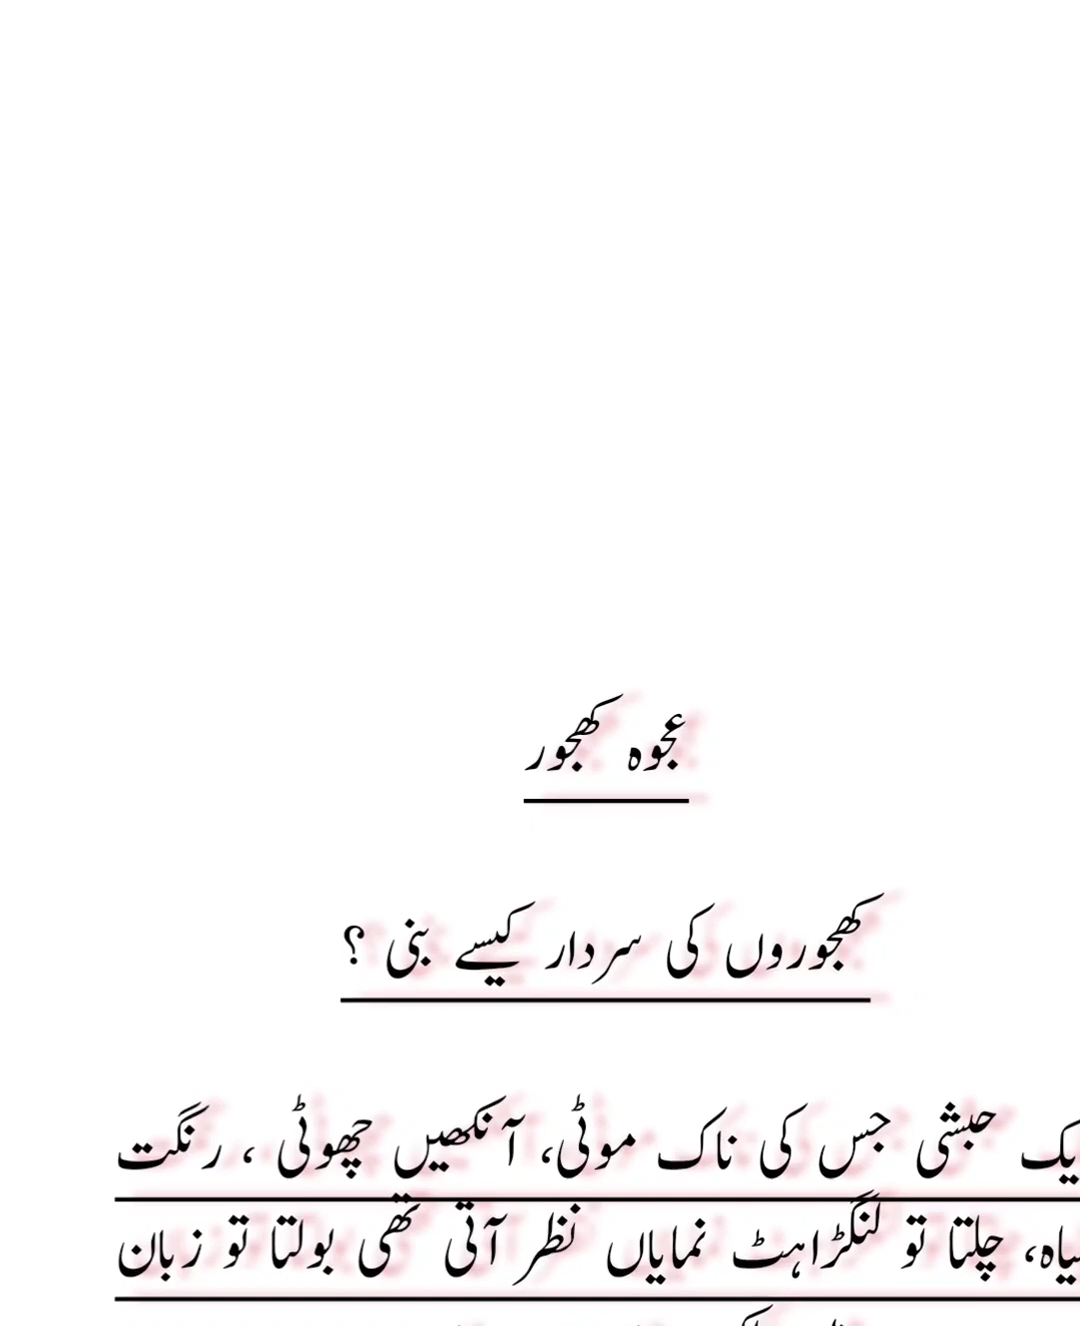 عجوہ کھجور
کھجوروں کی سردار کیسے بنی ؟
یک حبشی جس کی ناک موٹی، آنکھیں چھوٹی ، رنگت
یاہ، چلتا تو لنگڑاہٹ نمایاں نظر آتی تھی بولتا تو زبان